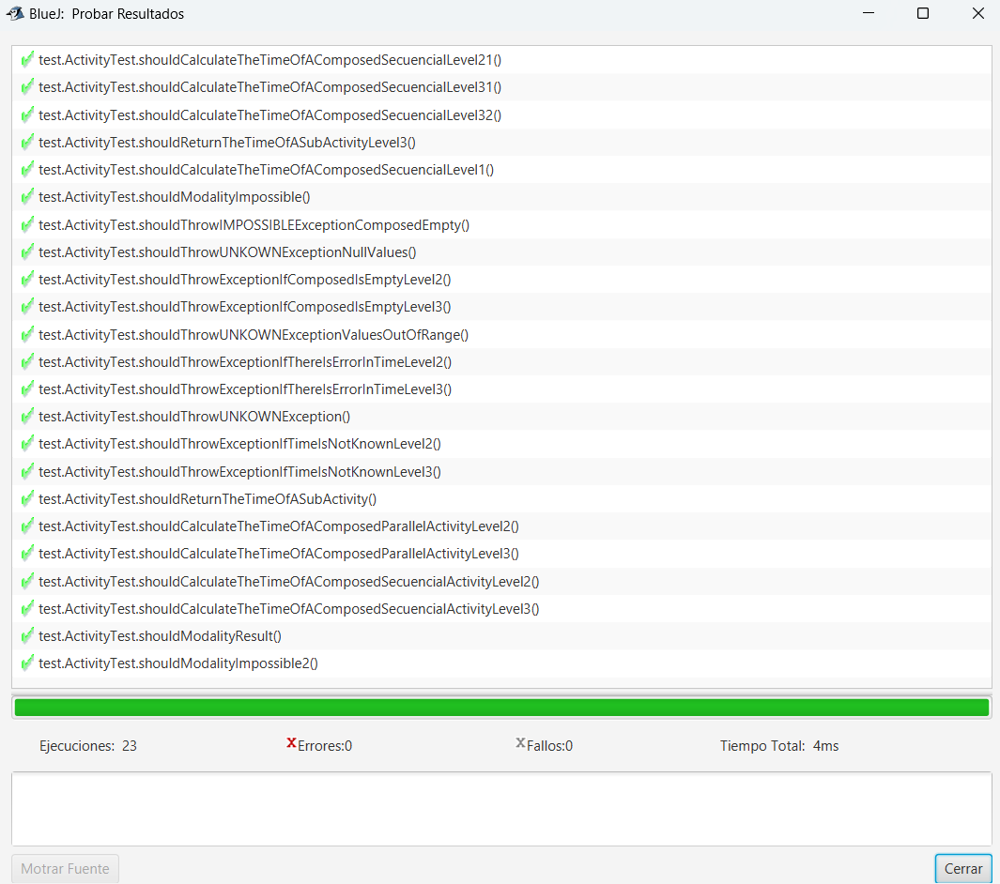 BlueJ: Probar Resultados
test.ActivityTest.shouldCalculateTheTimeOfAComposedSecuencialLevel21()
test.ActivityTest.shouldCalculateTheTimeOfAComposedSecuencialLevel31()
test.ActivityTest.shouldCalculateTheTimeOfAComposedSecuencialLevel32()
test.ActivityTest.shouldReturnTheTimeOfASubActivityLevel3()
test.ActivityTest.shouldCalculateTheTimeOfAComposedSecuencialLevel1()
test.ActivityTest.shouldModalityImpossible()
test.ActivityTest.shouldThrowIMPOSSIBLEExceptionComposedEmpty()
test.ActivityTest.shouldThrowUNKOWNExceptionNullValues()
test.ActivityTest.shouldThrowExceptionIfComposedIsEmptyLevel2()
test.ActivityTest.shouldThrowExceptionIfComposedIsEmptyLevel3()
test.ActivityTest.shouldThrowUNKOWNExceptionValuesOutOfRange()
test.ActivityTest.shouldThrowExceptionIfThereIsErrorInTimeLevel2()
test.ActivityTest.shouldThrowExceptionIfThereIsErrorInTimeLevel3()
test.ActivityTest.shouldThrowUNKOWNException()
test.ActivityTest.shouldThrowExceptionIfTimeIsNotKnownLevel2()
test.ActivityTest.shouldThrowExceptionIfTimeIsNotKnownLevel3()
test.ActivityTest.shouldReturnTheTimeOfASubActivity()
test.ActivityTest.shouldCalculateTheTimeOfAComposedParallelActivityLevel2()
test.ActivityTest.shouldCalculateTheTimeOfAComposedParallelActivityLevel3()
test.ActivityTest.shouldCalculateTheTimeOfAComposedSecuencialActivityLevel2()
test.ActivityTest.shouldCalculateTheTimeOfAComposedSecuencialActivityLevel3()
test.ActivityTest.shouldModalityResult()
test.ActivityTest.shouldModalityImpossible2()
Ejecuciones: 23 Errores:0 Fallos:0 Tiempo Total: 4ms
Motrar Fuente Cerrar